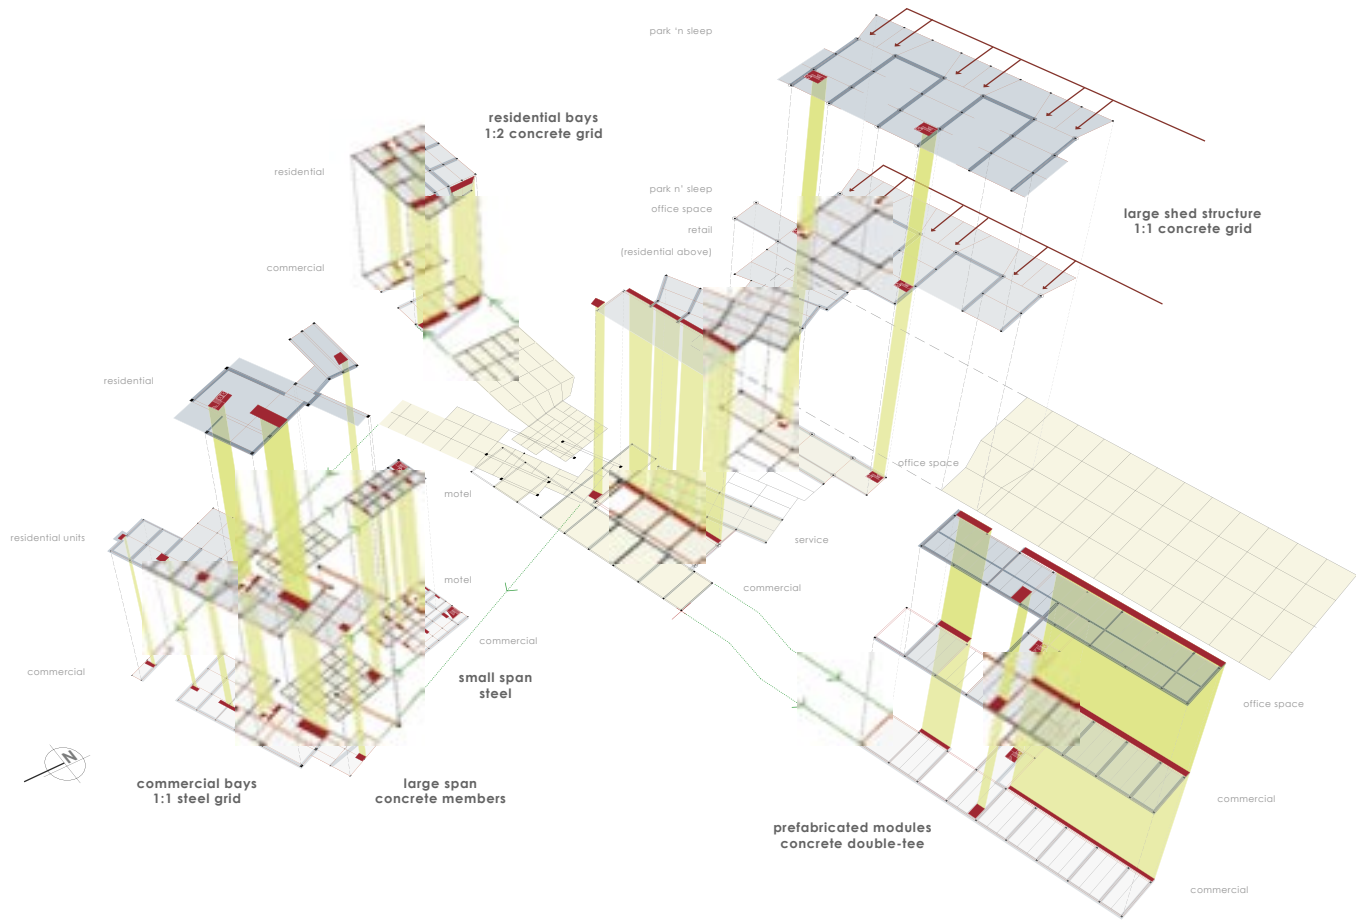 park 'n sleep
residential bays
1:2 concrete grid
residential
park n' sleep
office space
large shed structure
1:1 concrete grid
retail
(residential above)
commercial
residential
office space
motel
residential units
service
motel
commercial
commercial
commercial
small span
steel
office space
N
commercial bays
1:1 steel grid
large span
concrete members
commercial
prefabricated modules
concrete double-tee
commercial